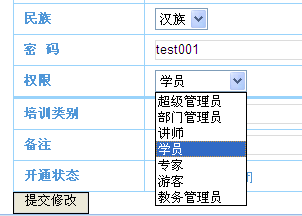 民族 汉族
密 码 test001
权限 学员
超级管理员
部门管理员
培训类别
讲师
学员
备注
专家
游客
开通状态
教务管理员
提交修改